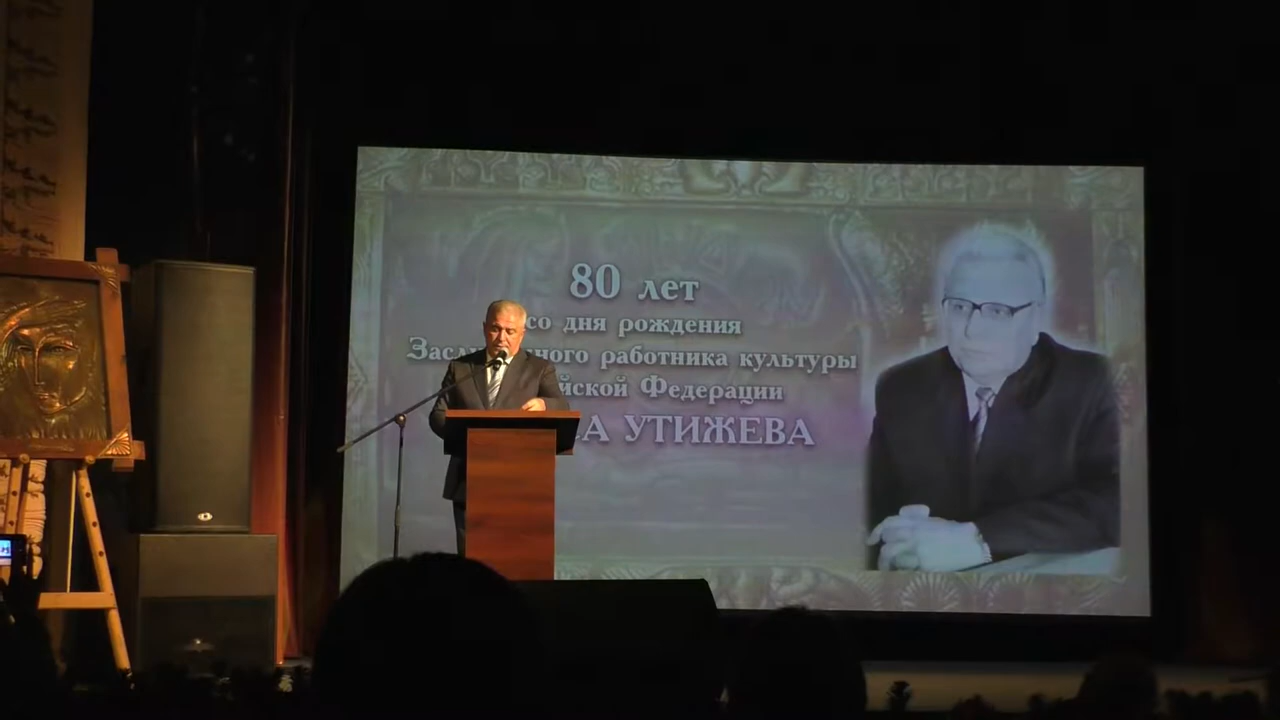 80 лет
со дня рождения
работника культуры
Федерации
УТИЖЕВА